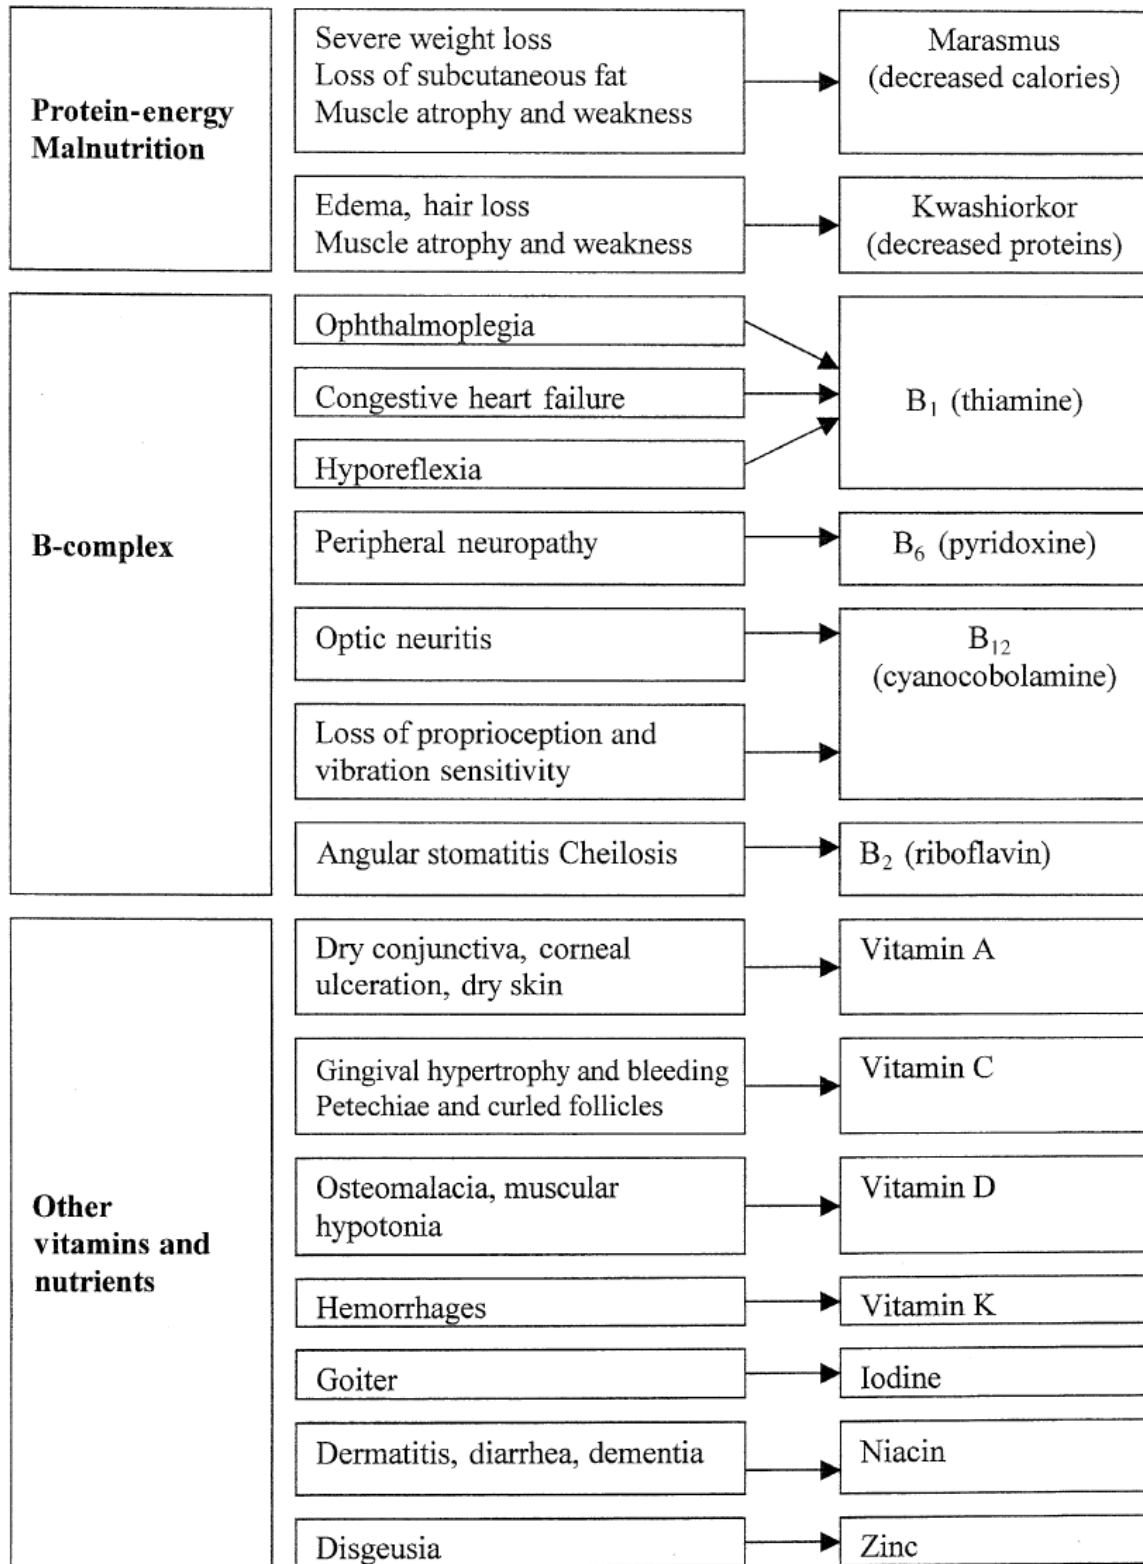 Protein-energy
Malnutrition
Severe weight loss
Loss of subcutaneous fat
Muscle atrophy and weakness
Marasmus
(decreased calories)
Edema, hair loss
Muscle atrophy and weakness
Kwashiorkor
(decreased proteins)
B-complex
Ophthalmoplegia
Congestive heart failure
Hyporeflexia
B₁ (thiamine)
Peripheral neuropathy
B₆ (pyridoxine)
Optic neuritis
Loss of proprioception and
vibration sensitivity
B₁₂
(cyanocobolamine)
Angular stomatitis Cheilosis
B₂ (riboflavin)
Other
vitamins and
nutrients
Dry conjunctiva, corneal
ulceration, dry skin
Vitamin A
Gingival hypertrophy and bleeding
Petechiae and curled follicles
Vitamin C
Osteomalacia, muscular
hypotonia
Vitamin D
Hemorrhages
Vitamin K
Goiter
Iodine
Dermatitis, diarrhea, dementia
Niacin
Disgeusia
Zinc